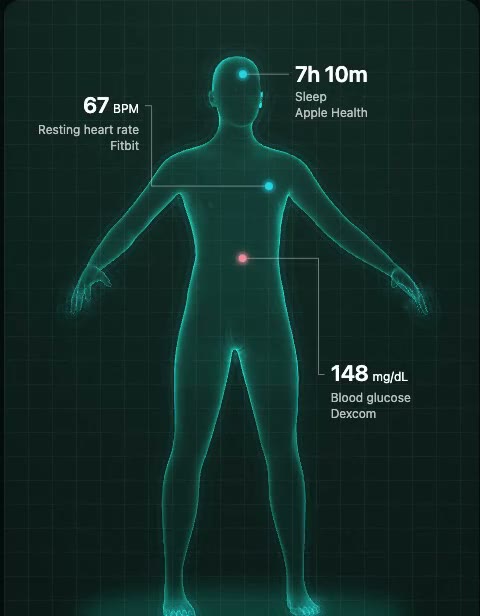 7h 10m
Sleep
Apple Health
67 BPM
Resting heart rate
Fitbit
148 mg/dL
Blood glucose
Dexcom